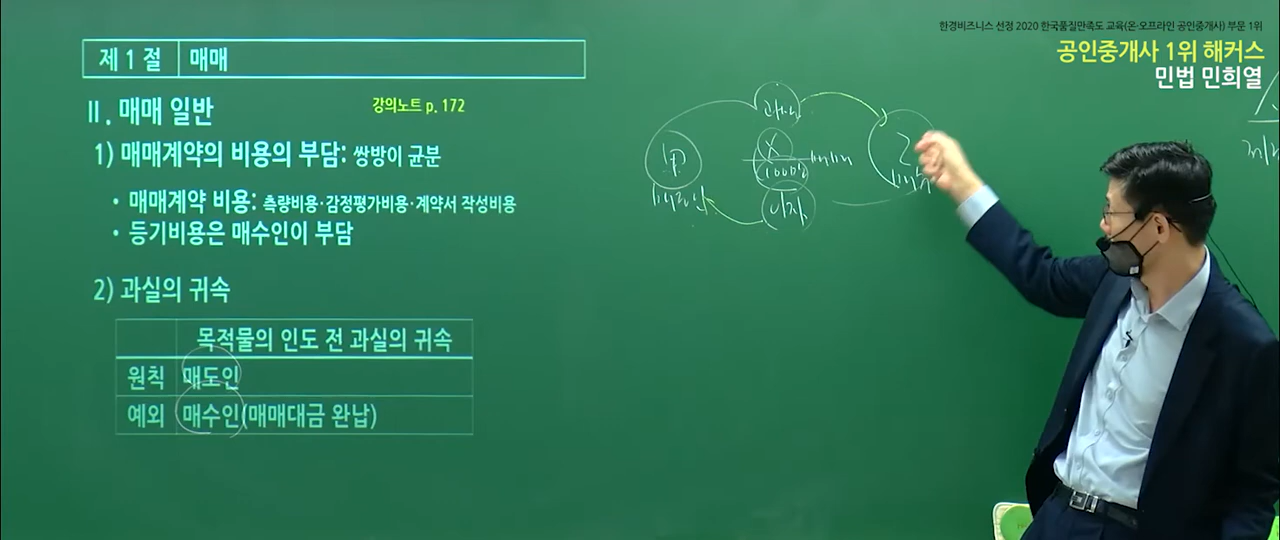 한경비즈니스 선정 2020 한국품질만족도 교육(온·오프라인 공인중개사) 부문 1위
공인중개사 1위 해커스
민법 민희열
제 1 절 매매
II. 매매 일반
강의노트 p. 172
1) 매매계약의 비용의 부담: 쌍방이 균분
• 매매계약 비용: 측량비용·감정평가비용·계약서 작성비용
• 등기비용은 매수인이 부담
2) 과실의 귀속
목적물의 인도 전 과실의 귀속
원칙 매도인
예외 매수인(매매대금 완납)
과실
甲
X
乙
매도인
이자